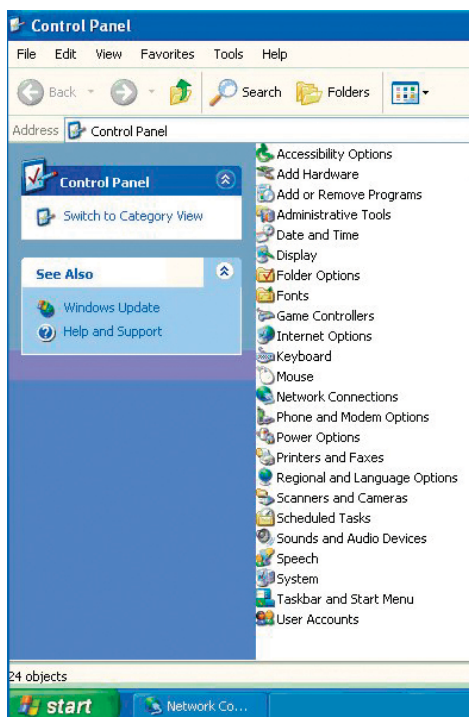 Control Panel
File Edit View Favorites Tools Help
Back Search Folders
Address Control Panel
Control Panel
Switch to Category View
See Also
Windows Update
Help and Support
Accessibility Options
Add Hardware
Add or Remove Programs
Administrative Tools
Date and Time
Display
Folder Options
Fonts
Game Controllers
Internet Options
Keyboard
Mouse
Network Connections
Phone and Modem Options
Power Options
Printers and Faxes
Regional and Language Options
Scanners and Cameras
Scheduled Tasks
Sounds and Audio Devices
Speech
System
Taskbar and Start Menu
User Accounts
24 objects
start Network Co...